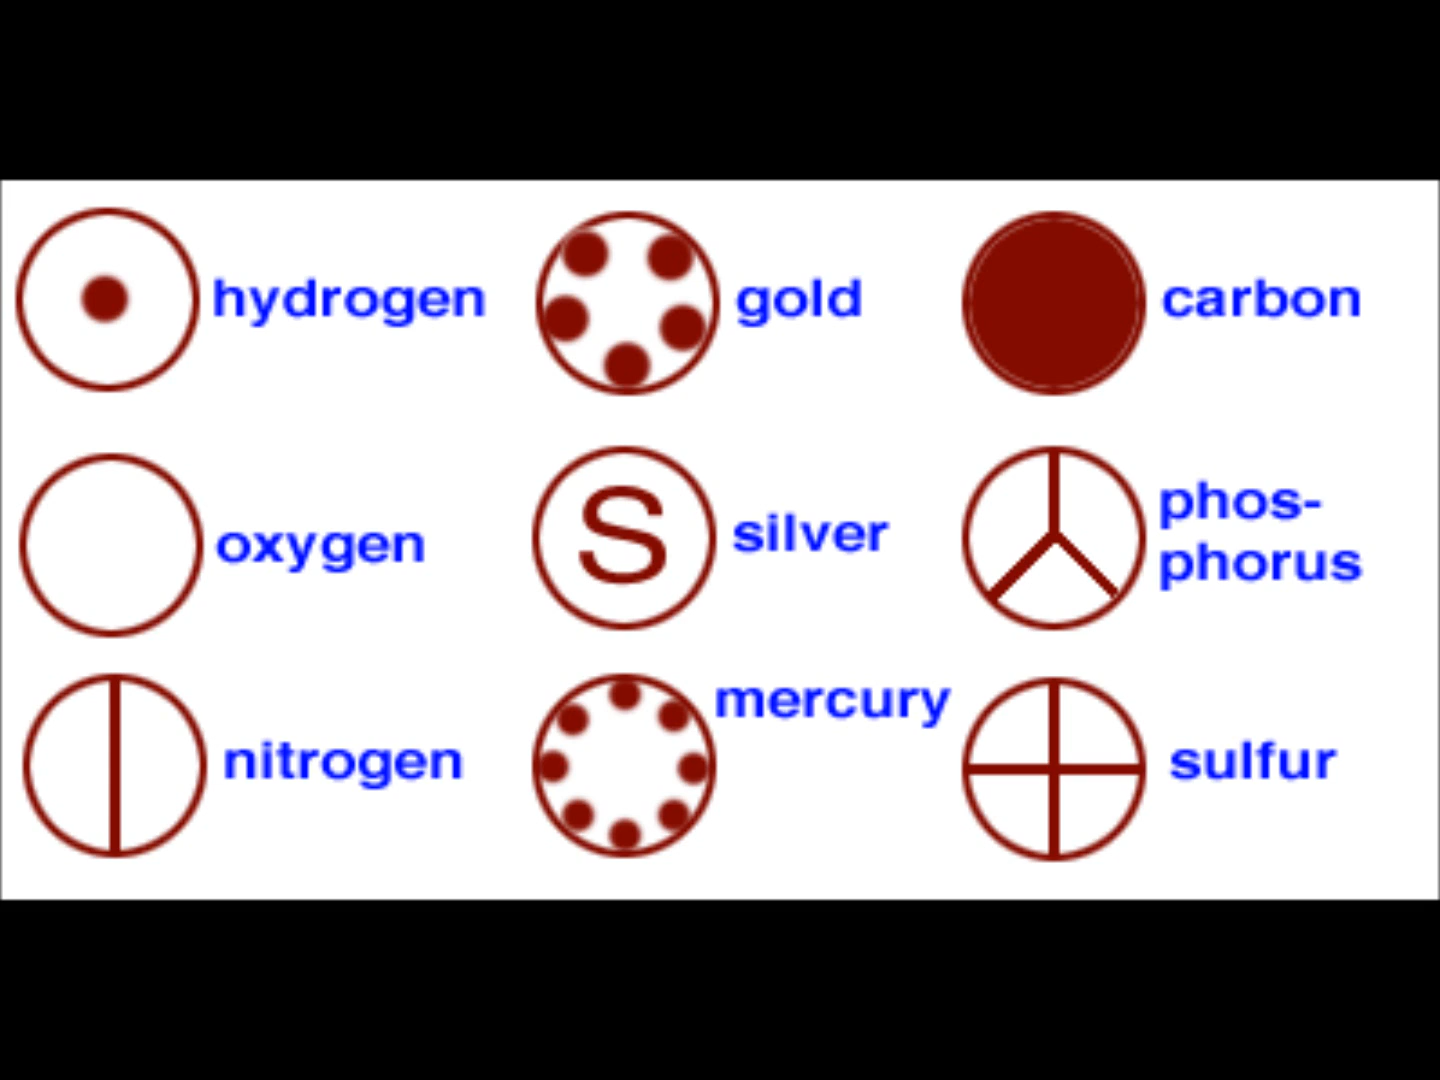 hydrogen
gold
carbon
oxygen
S
silver
phos-
phorus
nitrogen
mercury
sulfur